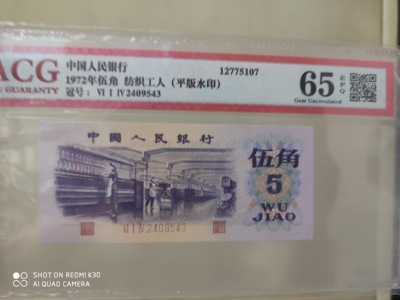 ACG
GUARANTY
中国人民银行
1972年伍角 纺织工人（平版水印）
冠号： VI I IV 2409543
12775107
65
EPQ
Gem Uncirculated
中國人民銀行
伍角
5
WU
JIAO
VI I IV 2409543
SHOT ON REDMI K30
AI QUAD CAMERA